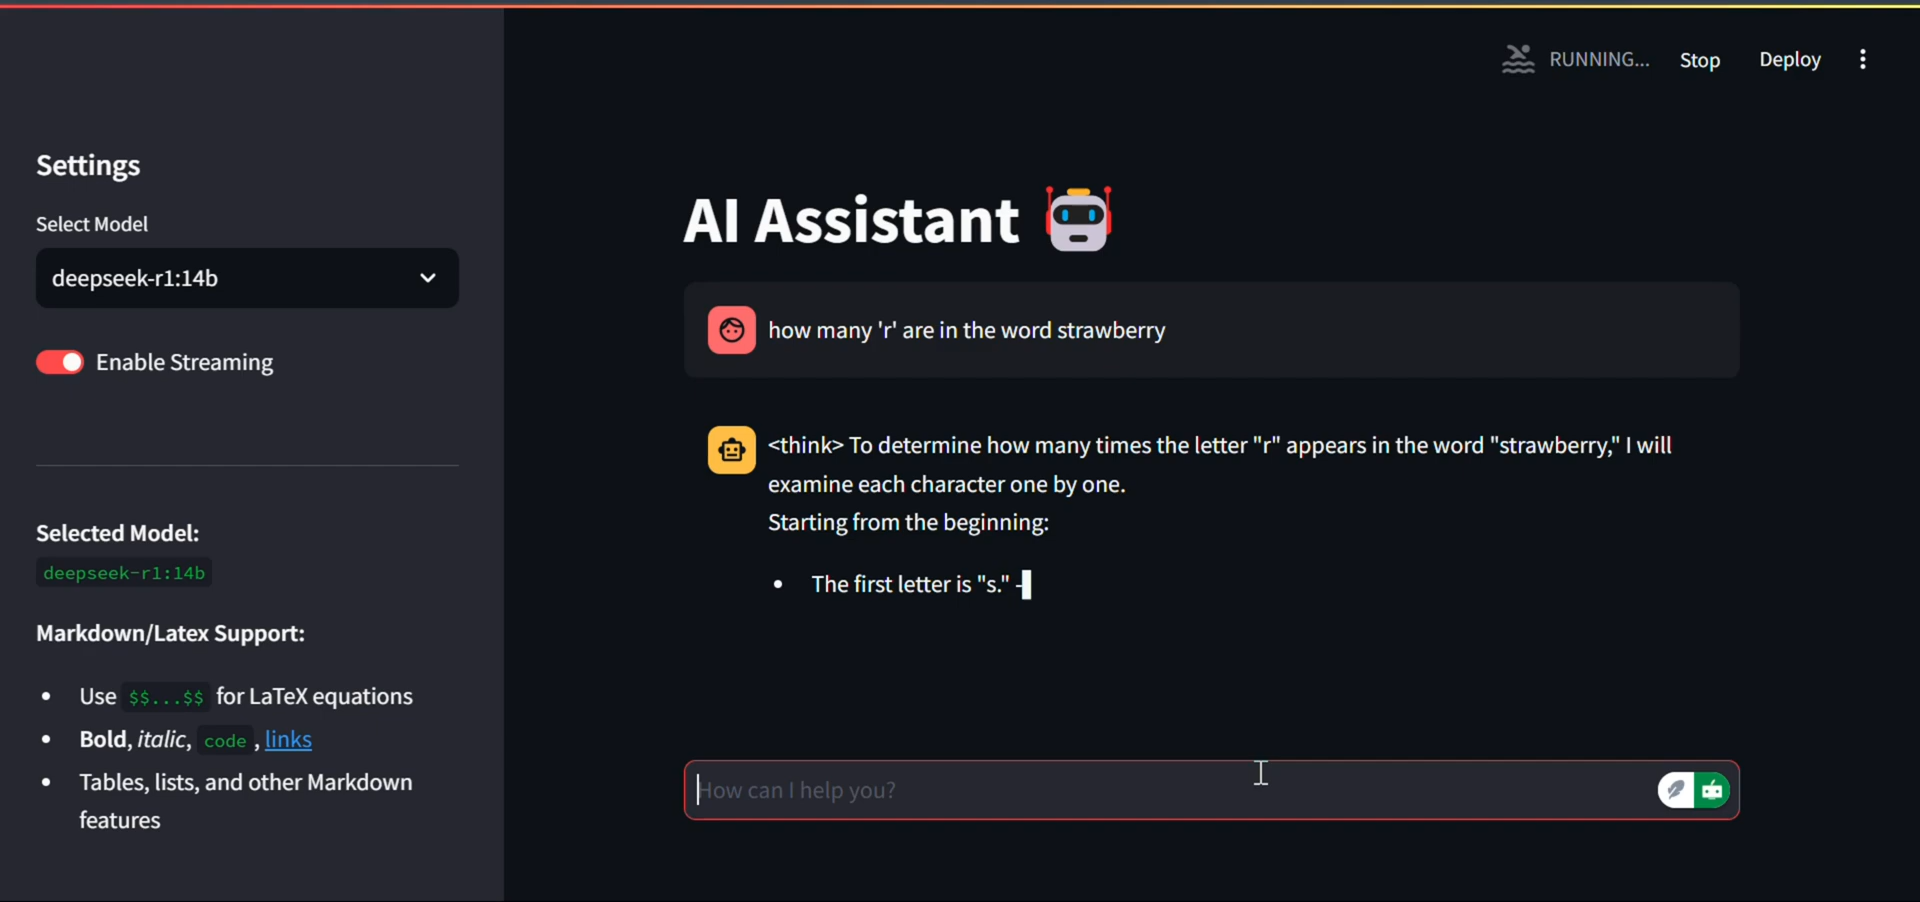 RUNNING...
Stop
Deploy
Settings
Select Model
deepseek-r1:14b
Enable Streaming
Selected Model:
deepseek-r1:14b
Markdown/Latex Support:
• Use $$...$$ for LaTeX equations
• Bold, italic, code, links
• Tables, lists, and other Markdown
features
AI Assistant
how many 'r' are in the word strawberry
<think> To determine how many times the letter "r" appears in the word "strawberry," I will
examine each character one by one.
Starting from the beginning:
• The first letter is "s." -
How can I help you?